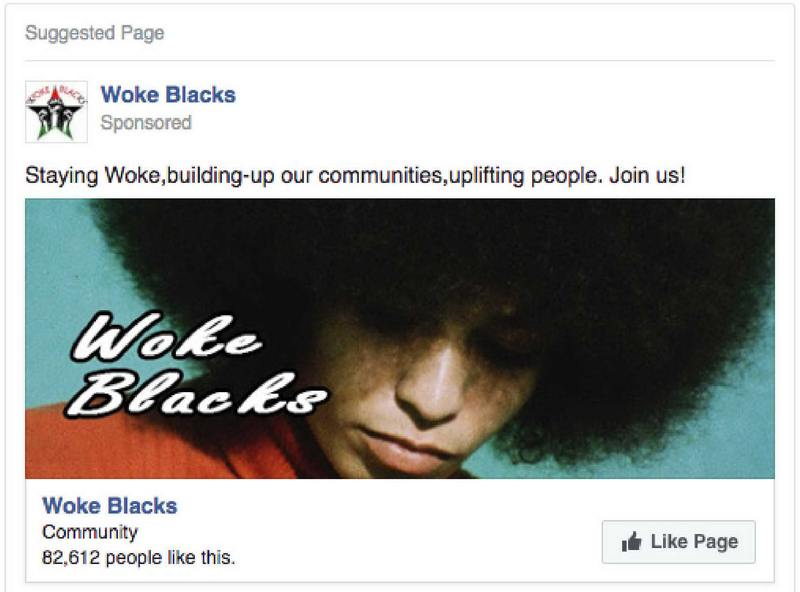 Suggested Page
WOKE BLACKS
Woke Blacks
Sponsored
Staying Woke,building-up our communities,uplifting people. Join us!
Woke
Blacks
Woke Blacks
Community
82,612 people like this.
Like Page